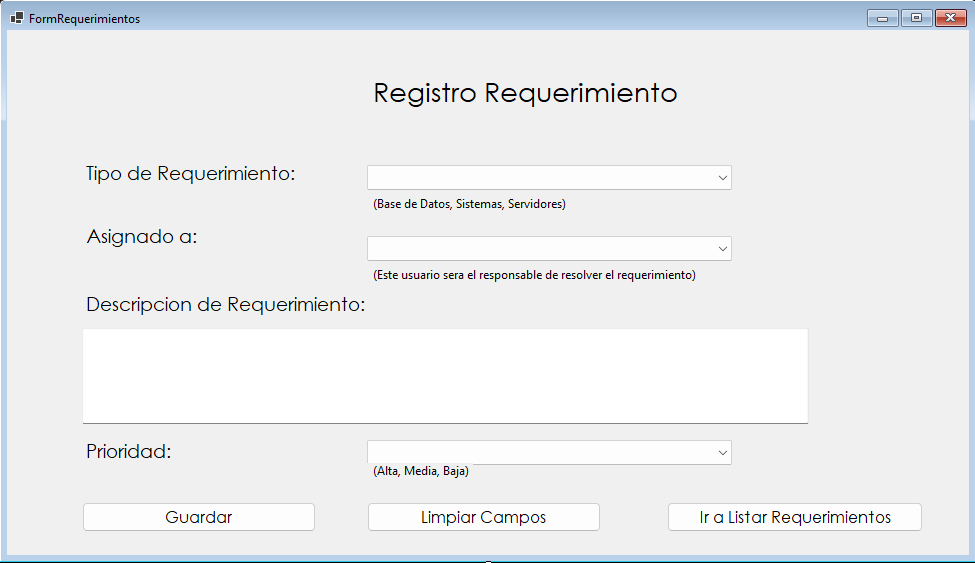 FormRequerimientos
Registro Requerimiento
Tipo de Requerimiento:
(Base de Datos, Sistemas, Servidores)
Asignado a:
(Este usuario sera el responsable de resolver el requerimiento)
Descripcion de Requerimiento:
Prioridad:
(Alta, Media, Baja)
Guardar
Limpiar Campos
Ir a Listar Requerimientos